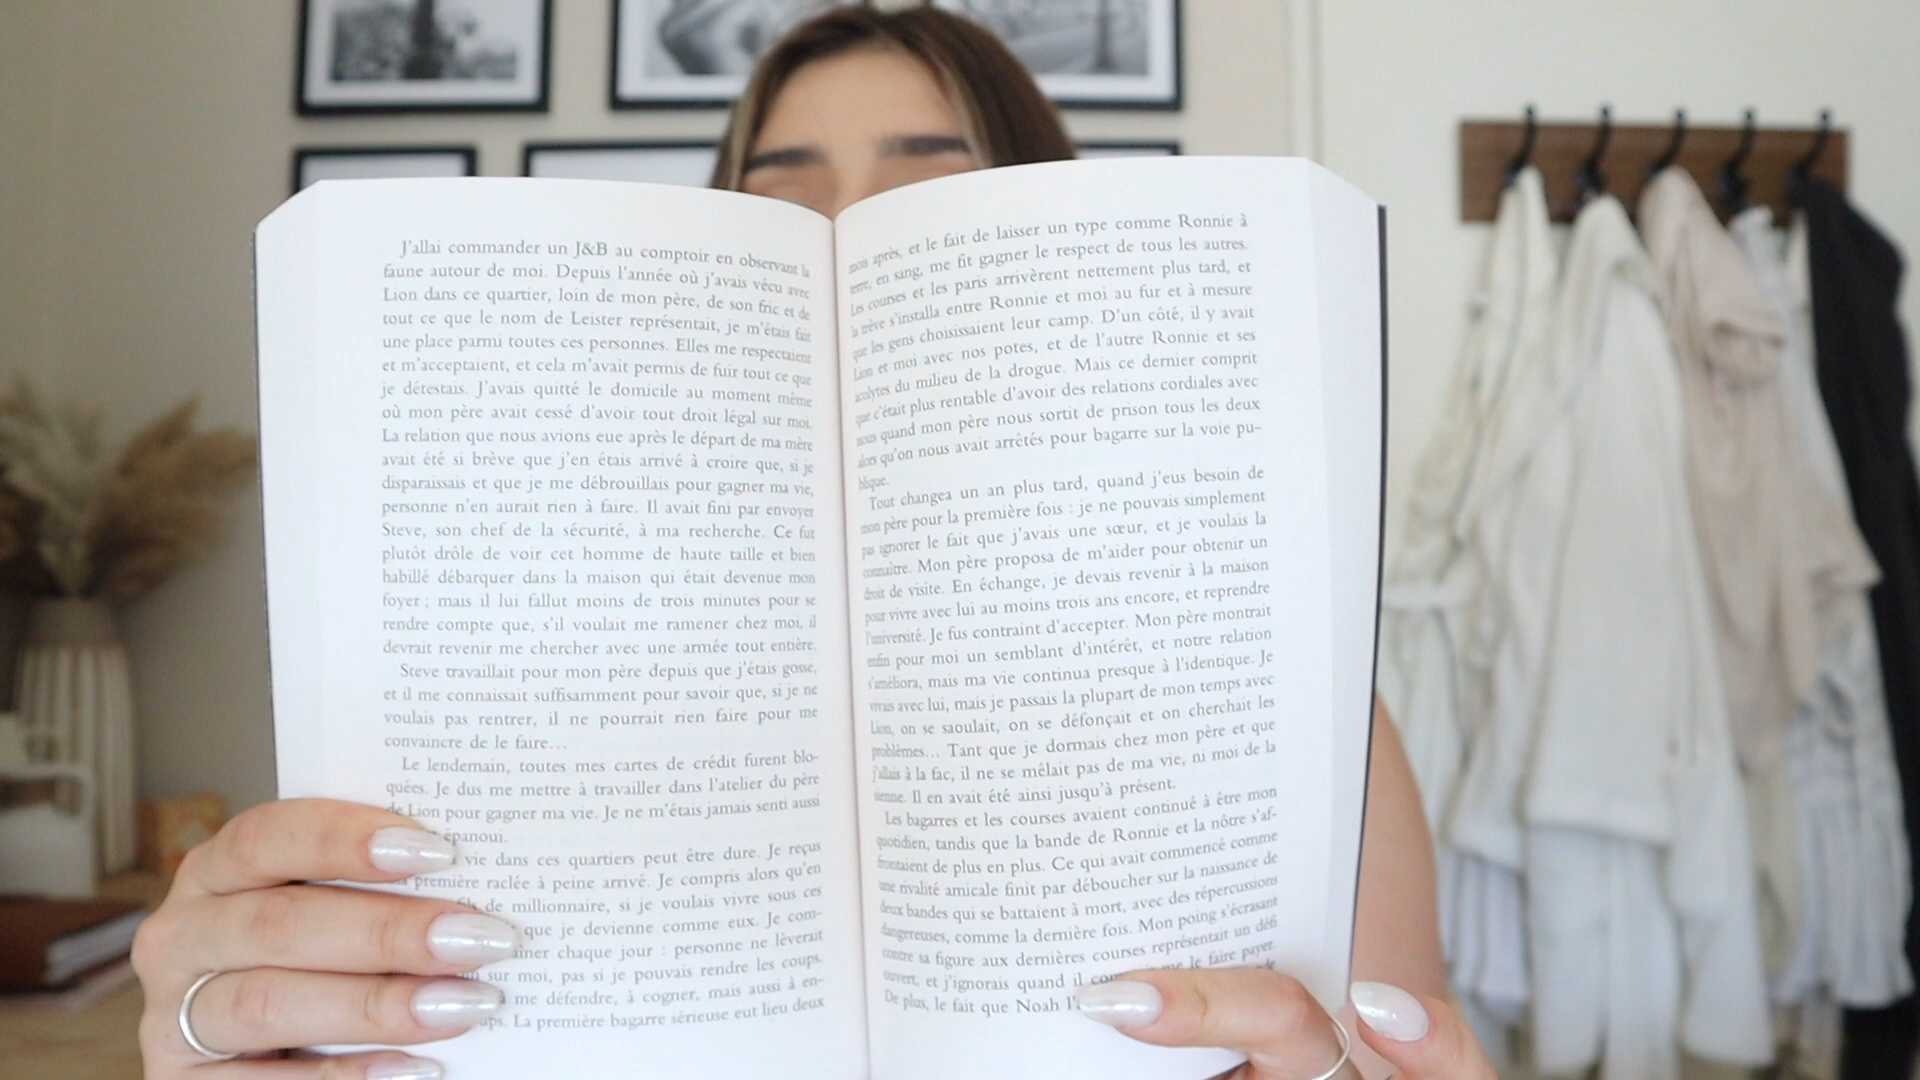 J'allai commander un J&B au comptoir en observant la
faune autour de moi. Depuis l'année où j'avais vécu avec
Lion dans ce quartier, loin de mon père, de son fric et de
tout ce que le nom de Leister représentait, je m'étais fait
une place parmi toutes ces personnes. Elles me respectaient
et m'acceptaient, et cela m'avait permis de fuir tout ce que
je détestais. J'avais quitté le domicile au moment même
où mon père avait cessé d'avoir tout droit légal sur moi.
La relation que nous avions eue après le départ de ma mère
avait été si brève que j'en étais arrivé à croire que, si je
disparaissais et que je me débrouillais pour gagner ma vie,
personne n'en aurait rien à faire. Il avait fini par envoyer
Steve, son chef de la sécurité, à ma recherche. Ce fut
plutôt drôle de voir cet homme de haute taille et bien
habillé débarquer dans la maison qui était devenue mon
foyer ; mais il lui fallut moins de trois minutes pour se
rendre compte que, s'il voulait me ramener chez moi, il
devrait revenir me chercher avec une armée tout entière.
Steve travaillait pour mon père depuis que j'étais gosse,
et il me connaissait suffisamment pour savoir que, si je ne
voulais pas rentrer, il ne pourrait rien faire pour me
convaincre de le faire…
Le lendemain, toutes mes cartes de crédit furent blo-
quées. Je dus me mettre à travailler dans l'atelier du père
de Lion pour gagner ma vie. Je ne m'étais jamais senti aussi
épanoui.
vie dans ces quartiers peut être dure. Je reçus
première raclée à peine arrivé. Je compris alors qu'en
de millionnaire, si je voulais vivre sous ces
que je devienne comme eux. Je com-
chaque jour : personne ne lèverait
sur moi, pas si je pouvais rendre les coups.
à me défendre, à cogner, mais aussi à en-
La première bagarre sérieuse eut lieu deux
mois après, et le fait de laisser un type comme Ronnie à
terre, en sang, me fit gagner le respect de tous les autres.
Les courses et les paris arrivèrent nettement plus tard, et
la trêve s'installa entre Ronnie et moi au fur et à mesure
que les gens choisissaient leur camp. D'un côté, il y avait
Lion et moi avec nos potes, et de l'autre Ronnie et ses
acolytes du milieu de la drogue. Mais ce dernier comprit
que c'était plus rentable d'avoir des relations cordiales avec
nous quand mon père nous sortit de prison tous les deux
alors qu'on nous avait arrêtés pour bagarre sur la voie pu-
blique.
Tout changea un an plus tard, quand j'eus besoin de
mon père pour la première fois : je ne pouvais simplement
pas ignorer le fait que j'avais une sœur, et je voulais la
connaître. Mon père proposa de m'aider pour obtenir un
droit de visite. En échange, je devais revenir à la maison
pour vivre avec lui au moins trois ans encore, et reprendre
l'université. Je fus contraint d'accepter. Mon père montrait
enfin pour moi un semblant d'intérêt, et notre relation
s'améliora, mais ma vie continua presque à l'identique. Je
vivais avec lui, mais je passais la plupart de mon temps avec
Lion, on se saoulait, on se défonçait et on cherchait les
problèmes… Tant que je dormais chez mon père et que
j'allais à la fac, il ne se mêlait pas de ma vie, ni moi de la
sienne. Il en avait été ainsi jusqu'à présent.
Les bagarres et les courses avaient continué à être mon
quotidien, tandis que la bande de Ronnie et la nôtre s'af-
frontaient de plus en plus. Ce qui avait commencé comme
une rivalité amicale finit par déboucher sur la naissance de
deux bandes qui se battaient à mort, avec des répercussions
dangereuses, comme la dernière fois. Mon poing s'écrasant
contre sa figure aux dernières courses représentait un défi
ouvert, et j'ignorais quand il me le faire payer.
De plus, le fait que Noah de